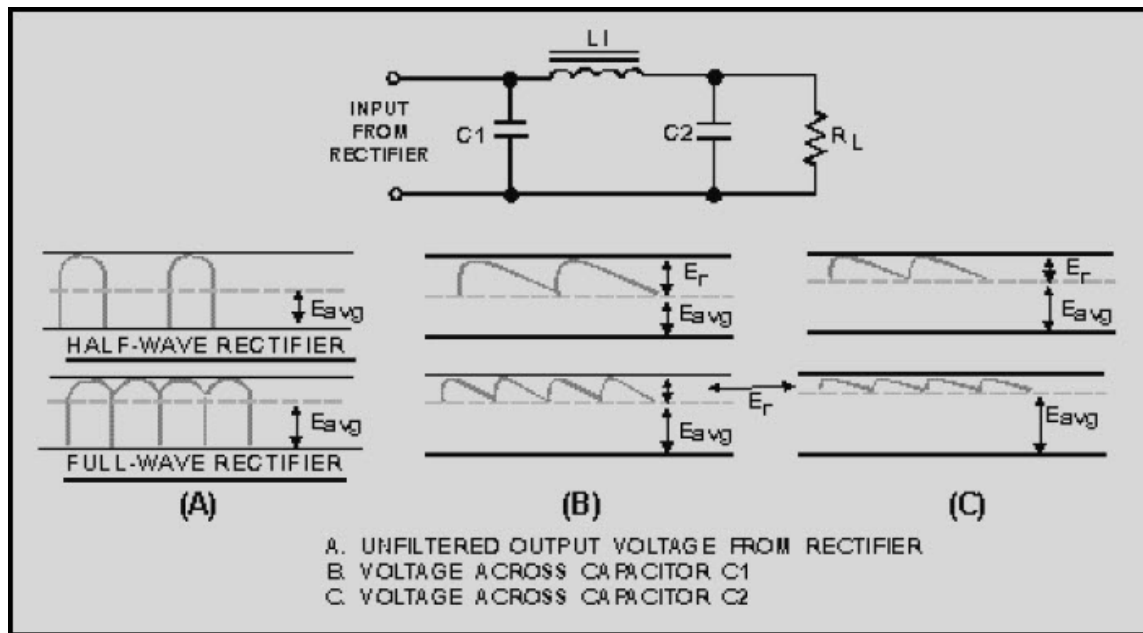 L1
INPUT
FROM
RECTIFIER
C1
C2
RL
Eavg
HALF-WAVE RECTIFIER
Er
Eavg
Er
Eavg
Eavg
FULL-WAVE RECTIFIER
Er
Eavg
Eavg
(A)
(B)
(C)
A. UNFILTERED OUTPUT VOLTAGE FROM RECTIFIER
B. VOLTAGE ACROSS CAPACITOR C1
C. VOLTAGE ACROSS CAPACITOR C2